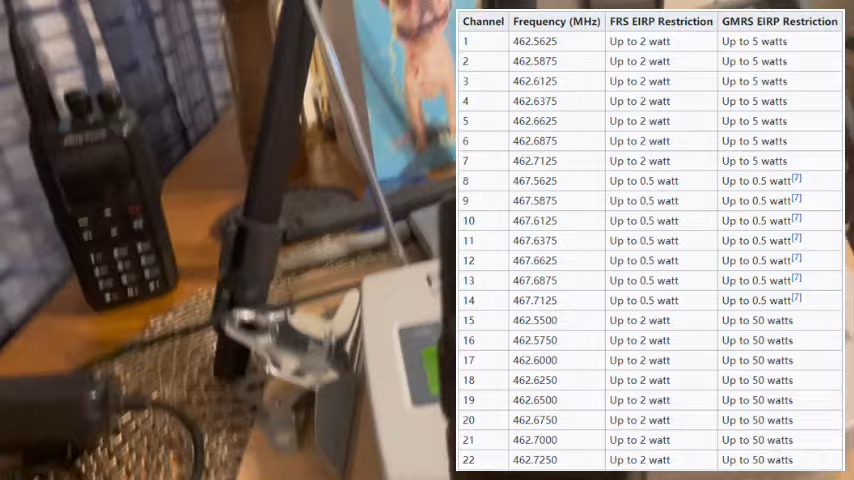 Channel Frequency (MHz) FRS EIRP Restriction GMRS EIRP Restriction
1 462.5625 Up to 2 watt Up to 5 watts
2 462.5875 Up to 2 watt Up to 5 watts
3 462.6125 Up to 2 watt Up to 5 watts
4 462.6375 Up to 2 watt Up to 5 watts
5 462.6625 Up to 2 watt Up to 5 watts
6 462.6875 Up to 2 watt Up to 5 watts
7 462.7125 Up to 2 watt Up to 5 watts
8 467.5625 Up to 0.5 watt Up to 0.5 watt[7]
9 467.5875 Up to 0.5 watt Up to 0.5 watt[7]
10 467.6125 Up to 0.5 watt Up to 0.5 watt[7]
11 467.6375 Up to 0.5 watt Up to 0.5 watt[7]
12 467.6625 Up to 0.5 watt Up to 0.5 watt[7]
13 467.6875 Up to 0.5 watt Up to 0.5 watt[7]
14 467.7125 Up to 0.5 watt Up to 0.5 watt[7]
15 462.5500 Up to 2 watt Up to 50 watts
16 462.5750 Up to 2 watt Up to 50 watts
17 462.6000 Up to 2 watt Up to 50 watts
18 462.6250 Up to 2 watt Up to 50 watts
19 462.6500 Up to 2 watt Up to 50 watts
20 462.6750 Up to 2 watt Up to 50 watts
21 462.7000 Up to 2 watt Up to 50 watts
22 462.7250 Up to 2 watt Up to 50 watts